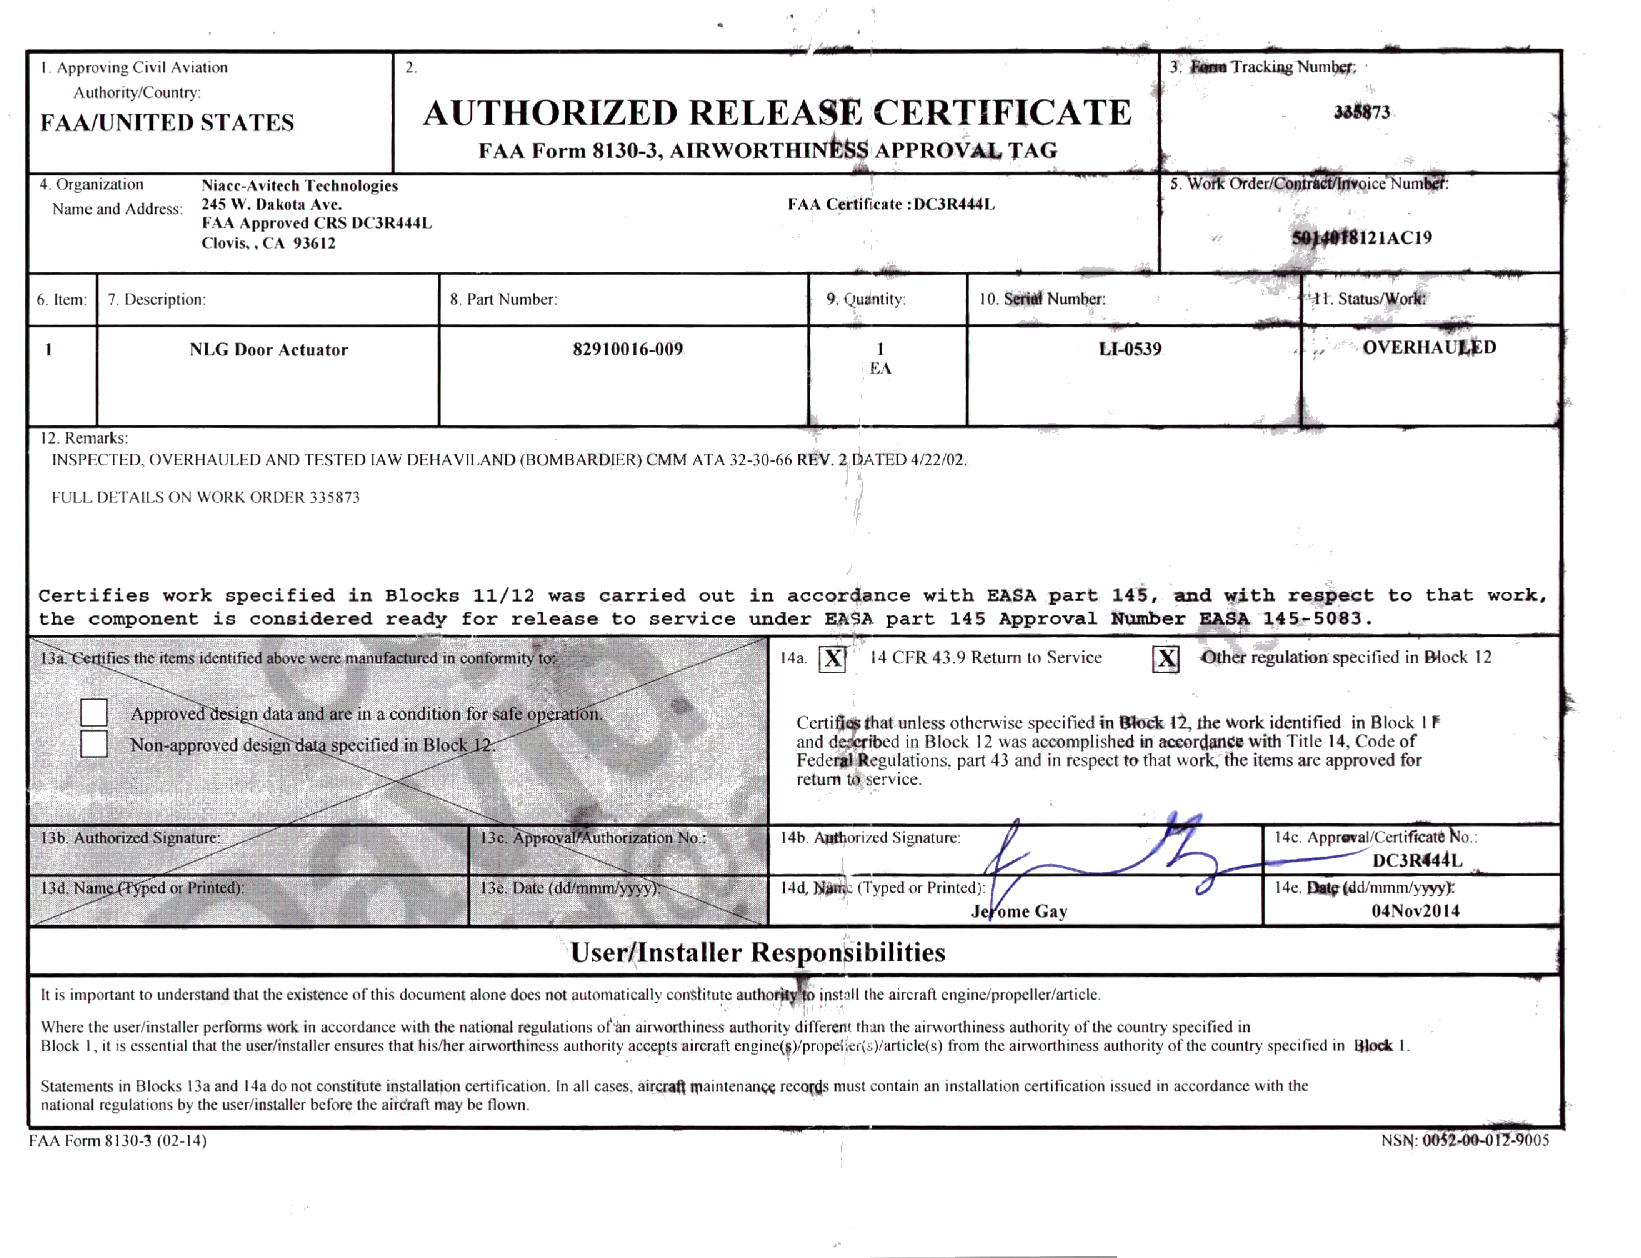 1. Approving Civil Aviation
Authority/Country:
FAA/UNITED STATES
2.
AUTHORIZED RELEASE CERTIFICATE
FAA Form 8130-3, AIRWORTHINESS APPROVAL TAG
3. Form Tracking Number:
335873
4. Organization
Name and Address:
Niacc-Avitech Technologies
245 W. Dakota Ave.
FAA Approved CRS DC3R444L
Clovis, , CA 93612
FAA Certificate :DC3R444L
5. Work Order/Contract/Invoice Number:
5014018121AC19
6. Item: 7. Description: 8. Part Number: 9. Quantity: 10. Serial Number: 11. Status/Work:
1 NLG Door Actuator 82910016-009 1 LI-0539 OVERHAULED
EA
12. Remarks:
INSPECTED, OVERHAULED AND TESTED IAW DEHAVILAND (BOMBARDIER) CMM ATA 32-30-66 REV. 2 DATED 4/22/02.
FULL DETAILS ON WORK ORDER 335873
Certifies work specified in Blocks 11/12 was carried out in accordance with EASA part 145, and with respect to that work,
the component is considered ready for release to service under EASA part 145 Approval Number EASA 145-5083.
13a. Certifies the items identified above were manufactured in conformity to:
Approved design data and are in a condition for safe operation.
Non-approved design data specified in Block 12.
14a. X 14 CFR 43.9 Return to Service X Other regulation specified in Block 12
Certifies that unless otherwise specified in Block 12, the work identified in Block 1F
and described in Block 12 was accomplished in accordance with Title 14, Code of
Federal Regulations, part 43 and in respect to that work, the items are approved for
return to service.
13b. Authorized Signature: 13c. Approval/Authorization No.:
14b. Authorized Signature: 14c. Approval/Certificate No.:
DC3R444L
13d. Name (Typed or Printed): 13e. Date (dd/mmm/yyyy):
14d, Name (Typed or Printed): 14e. Date (dd/mmm/yyyy):
Jerome Gay 04Nov2014
User/Installer Responsibilities
It is important to understand that the existence of this document alone does not automatically constitute authority to install the aircraft engine/propeller/article.
Where the user/installer performs work in accordance with the national regulations of an airworthiness authority different than the airworthiness authority of the country specified in
Block 1, it is essential that the user/installer ensures that his/her airworthiness authority accepts aircraft engine(s)/propeller(s)/article(s) from the airworthiness authority of the country specified in Block 1.
Statements in Blocks 13a and 14a do not constitute installation certification. In all cases, aircraft maintenance records must contain an installation certification issued in accordance with the
national regulations by the user/installer before the aircraft may be flown.
FAA Form 8130-3 (02-14) NSN: 0052-00-012-9005